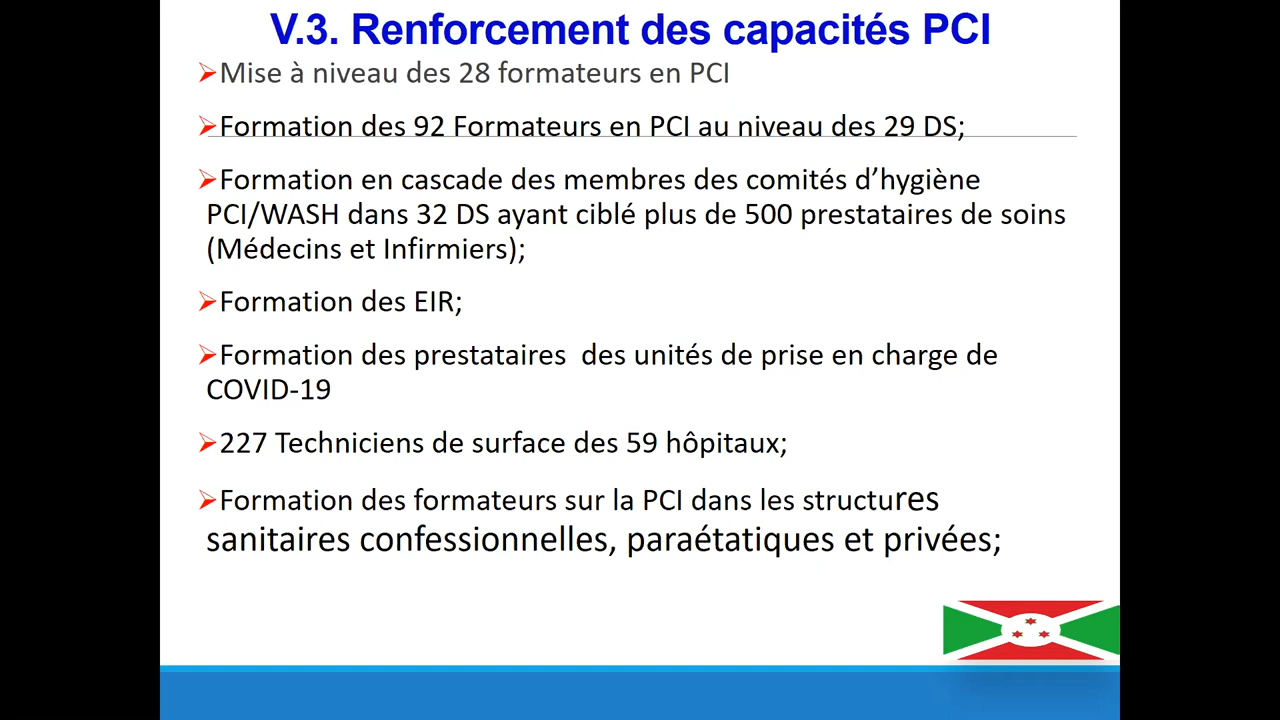 V.3. Renforcement des capacités PCI
➢Mise à niveau des 28 formateurs en PCI
➢Formation des 92 Formateurs en PCI au niveau des 29 DS;
➢Formation en cascade des membres des comités d’hygiène
PCI/WASH dans 32 DS ayant ciblé plus de 500 prestataires de soins
(Médecins et Infirmiers);
➢Formation des EIR;
➢Formation des prestataires  des unités de prise en charge de
COVID-19
➢227 Techniciens de surface des 59 hôpitaux;
➢Formation des formateurs sur la PCI dans les structures
sanitaires confessionnelles, paraétatiques et privées;